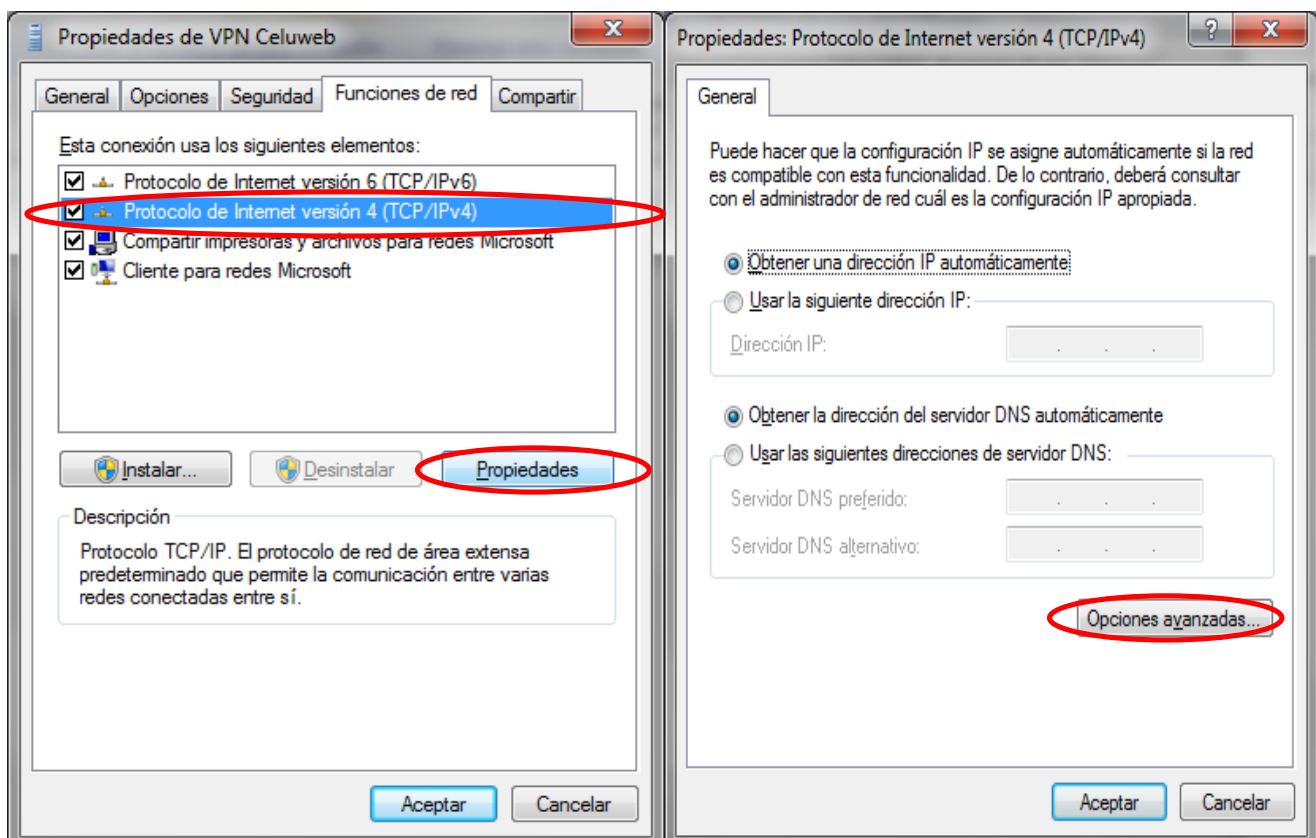 Propiedades de VPN Celuweb
General Opciones Seguridad Funciones de red Compartir
Esta conexión usa los siguientes elementos:
Protocolo de Internet versión 6 (TCP/IPv6)
Protocolo de Internet versión 4 (TCP/IPv4)
Compartir impresoras y archivos para redes Microsoft
Cliente para redes Microsoft
Instalar... Desinstalar Propiedades
Descripción
Protocolo TCP/IP. El protocolo de red de área extensa
predeterminado que permite la comunicación entre varias
redes conectadas entre sí.
Aceptar Cancelar
Propiedades: Protocolo de Internet versión 4 (TCP/IPv4)
General
Puede hacer que la configuración IP se asigne automáticamente si la red
es compatible con esta funcionalidad. De lo contrario, deberá consultar
con el administrador de red cuál es la configuración IP apropiada.
Obtener una dirección IP automáticamente
Usar la siguiente dirección IP:
Dirección IP:
Obtener la dirección del servidor DNS automáticamente
Usar las siguientes direcciones de servidor DNS:
Servidor DNS preferido:
Servidor DNS alternativo:
Opciones avanzadas...
Aceptar Cancelar